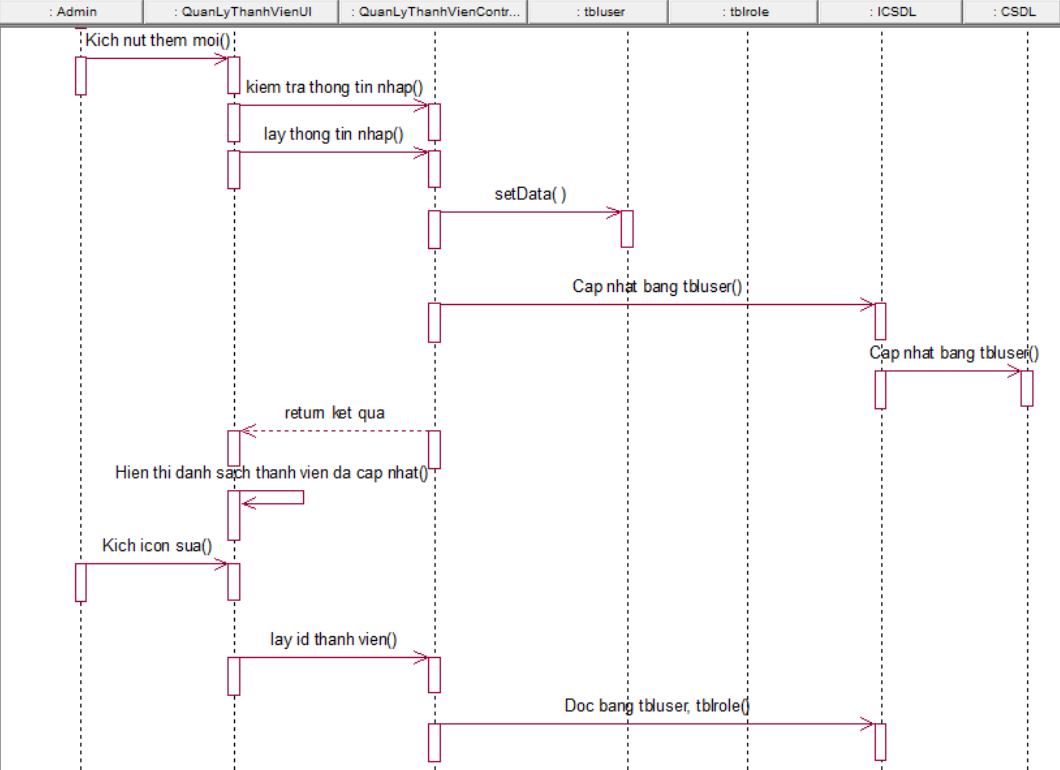 : Admin
: QuanLyThanhVienUI
: QuanLyThanhVienContr...
: tbluser
: tblrole
: ICSDL
: CSDL
Kich nut them moi()
kiem tra thong tin nhap()
lay thong tin nhap()
setData( )
Cap nhat bang tbluser()
Cap nhat bang tbluser()
return ket qua
Hien thi danh sach thanh vien da cap nhat()
Kich icon sua()
lay id thanh vien()
Doc bang tbluser, tblrole()